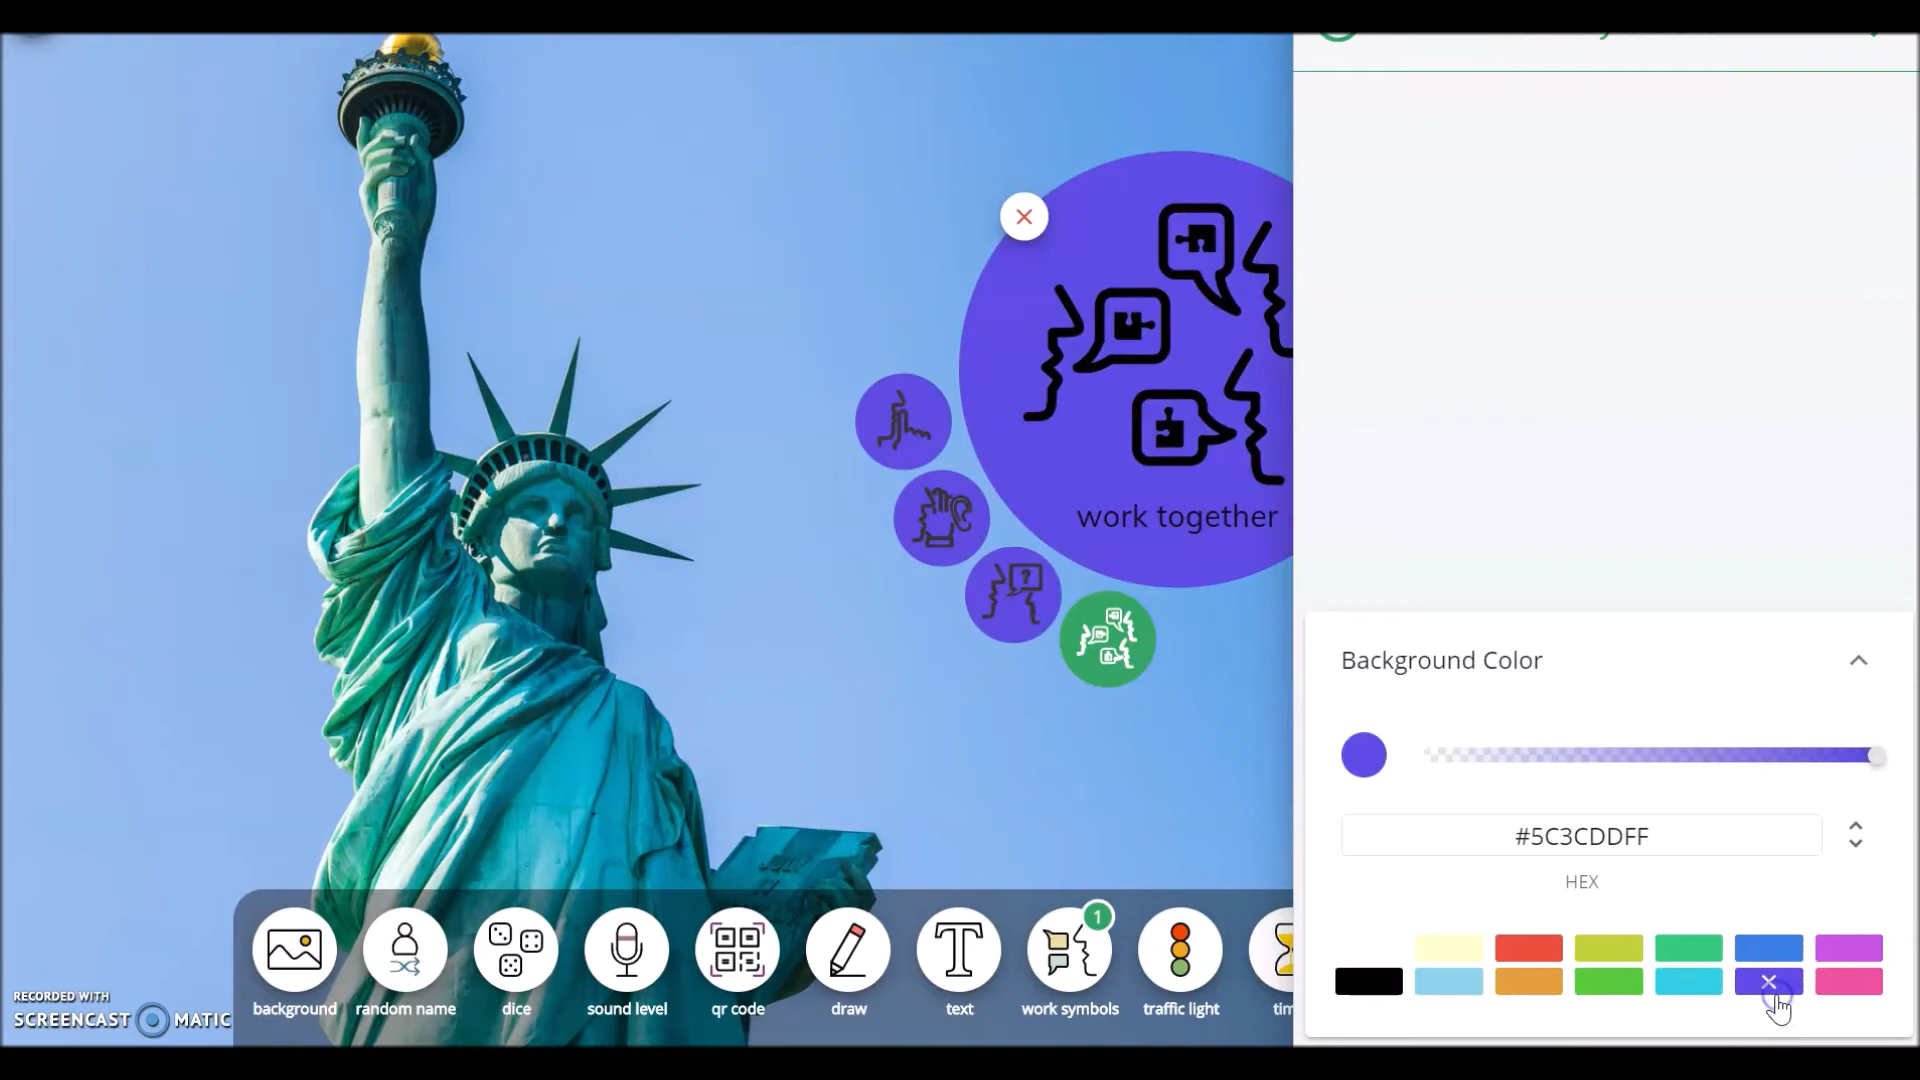 work together
?
Background Color
#5C3CDDFF
HEX
1
T
background random name dice sound level qr code draw text work symbols traffic light tim
RECORDED WITH
SCREENCAST MATIC